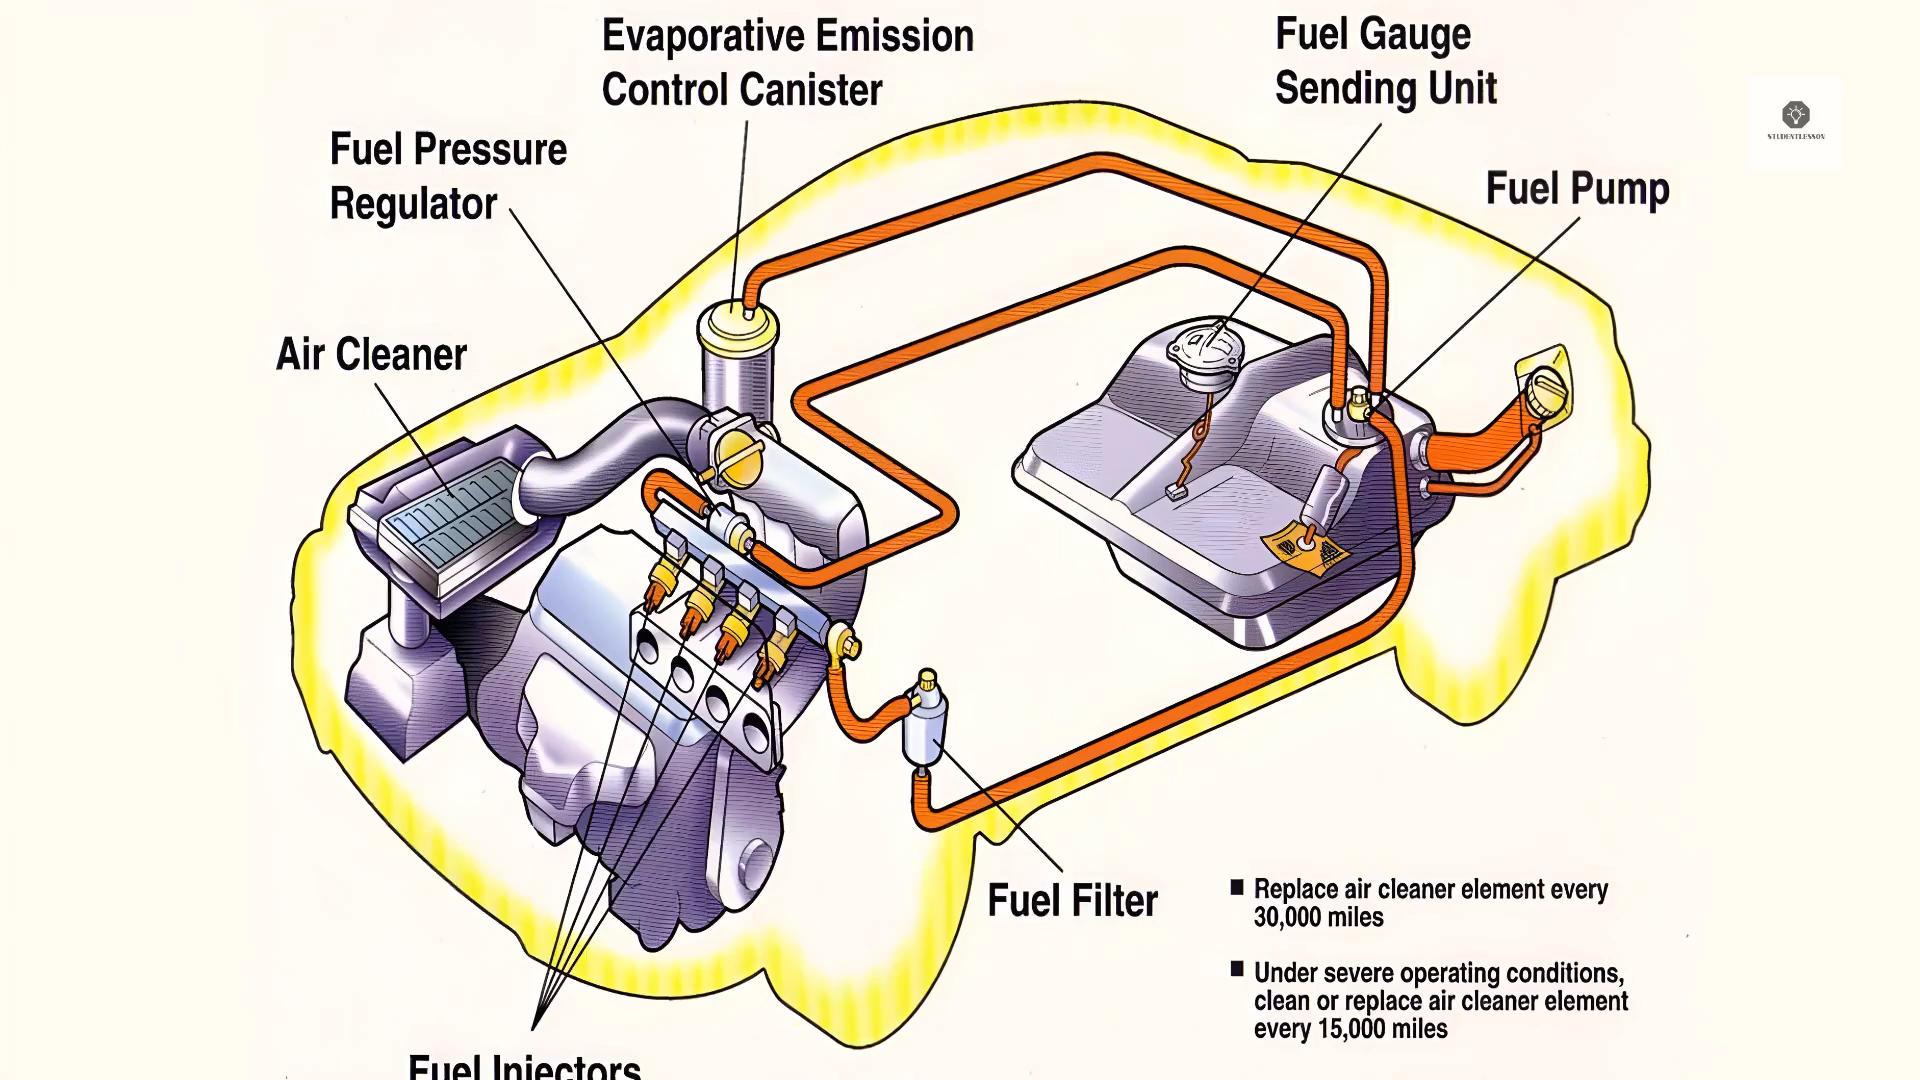 Evaporative Emission
Control Canister
Fuel Gauge
Sending Unit
STUDENTLESSON
Fuel Pressure
Regulator
Fuel Pump
Air Cleaner
Fuel Filter
■ Replace air cleaner element every
30,000 miles
■ Under severe operating conditions,
clean or replace air cleaner element
every 15,000 miles
Fuel Injectors